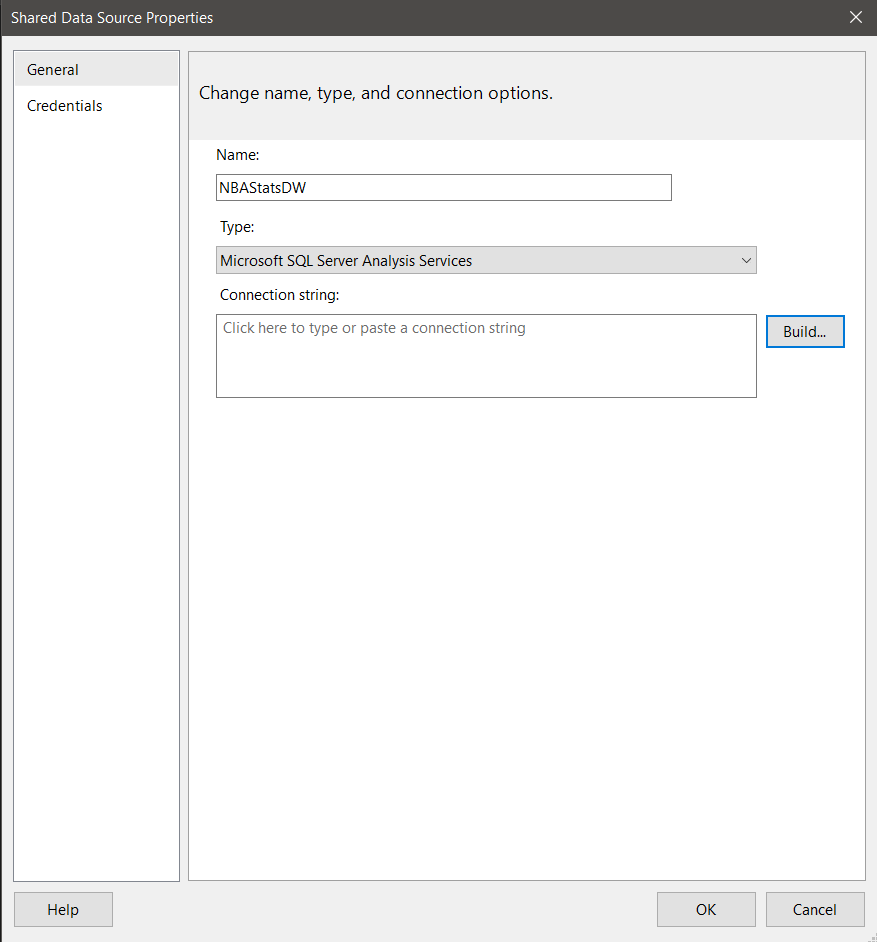 Shared Data Source Properties
General
Credentials
Change name, type, and connection options.
Name:
NBAStatsDW
Type:
Microsoft SQL Server Analysis Services
Connection string:
Click here to type or paste a connection string
Build...
Help
OK
Cancel